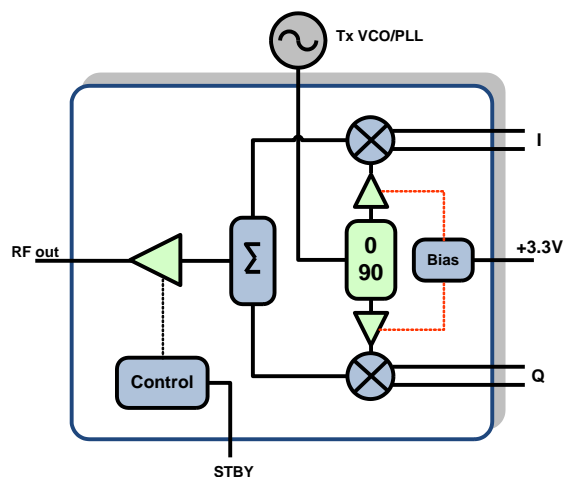 Tx VCO/PLL
I
0
90
+3.3V
RF out
Σ
Bias
Control
Q
STBY